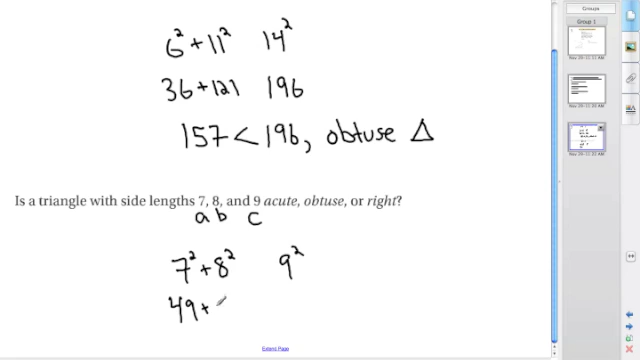 6² + 11² 14²
36 + 121 196
157 < 196, obtuse Δ
Is a triangle with side lengths 7, 8, and 9 acute, obtuse, or right?
a b c
7² + 8² 9²
49 +
Extend Page
Groups
Group 1